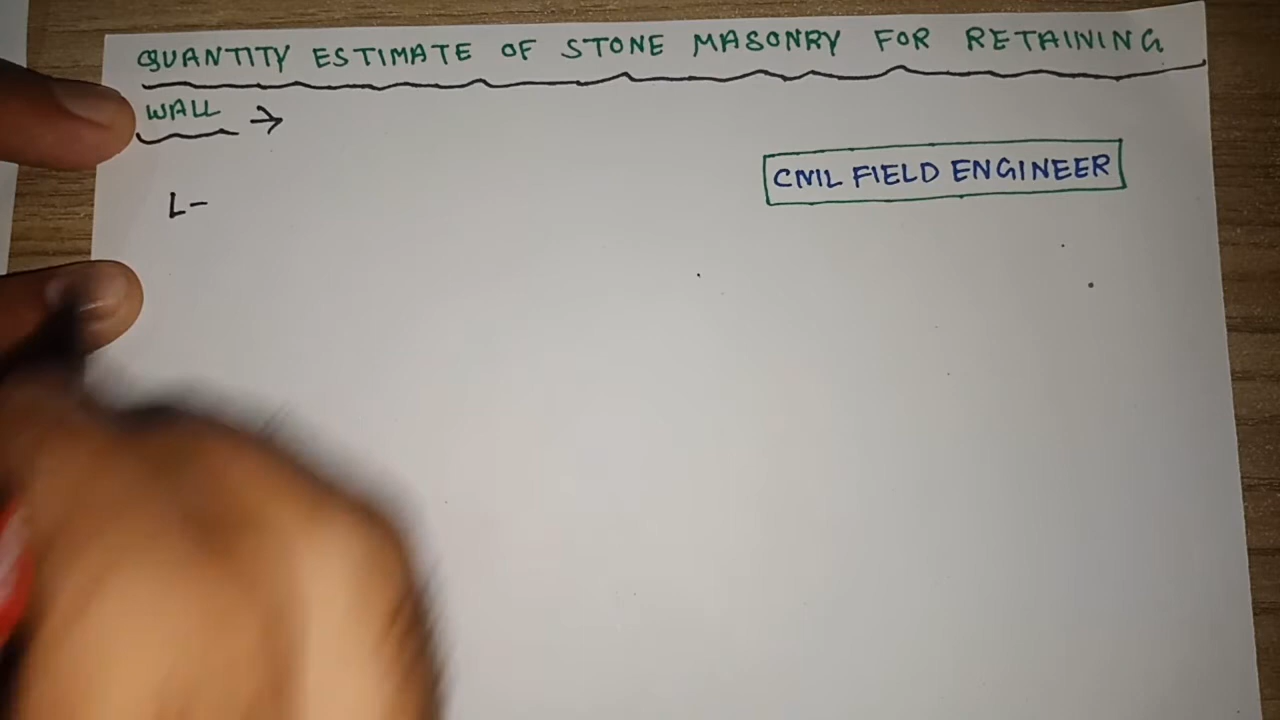 QUANTITY ESTIMATE OF STONE MASONRY FOR RETAINING
WALL →
CIVIL FIELD ENGINEER
L-